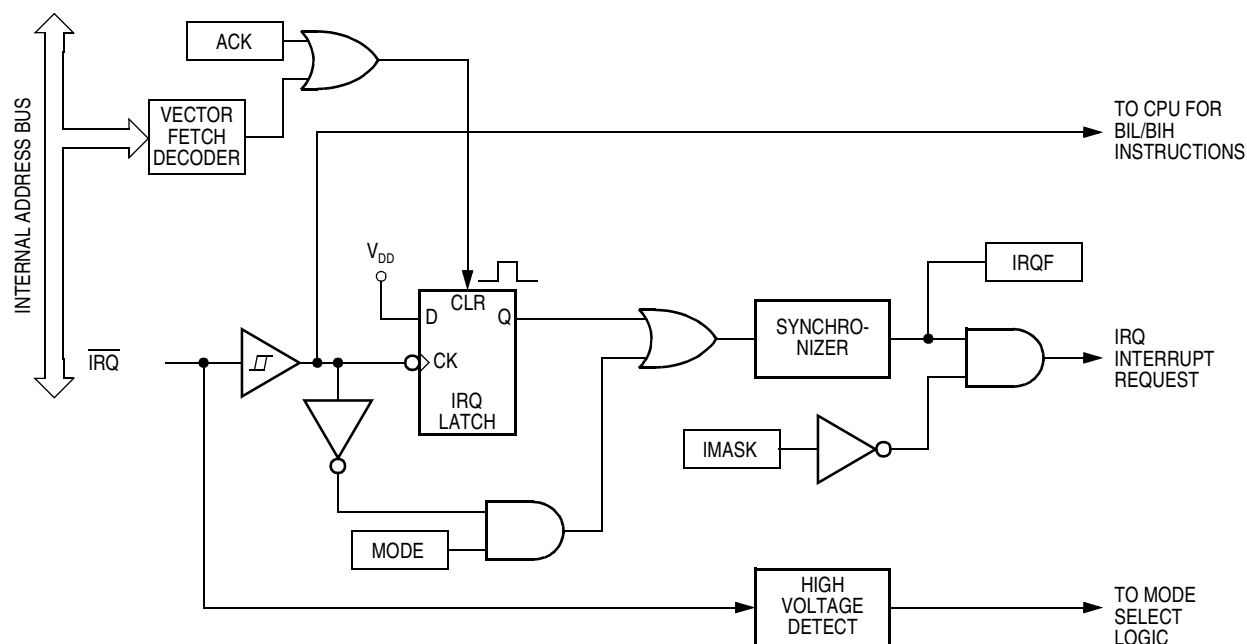 INTERNAL ADDRESS BUS
ACK
VECTOR
FETCH
DECODER
TO CPU FOR
BIL/BIH
INSTRUCTIONS
VDD
CLR
D
Q
CK
IRQ
LATCH
IRQ
SYNCHRO-
NIZER
IRQF
IRQ
INTERRUPT
REQUEST
IMASK
MODE
HIGH
VOLTAGE
DETECT
TO MODE
SELECT
LOGIC